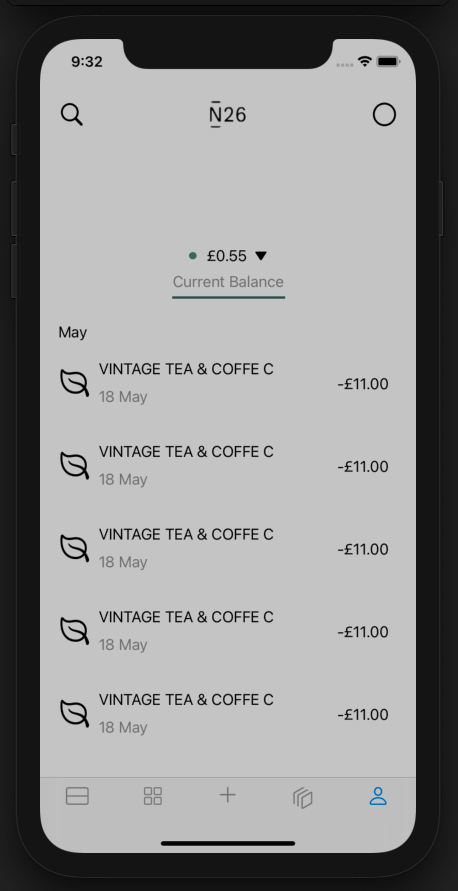 9:32
N26
£0.55
Current Balance
May
VINTAGE TEA & COFFE C
18 May
-£11.00
VINTAGE TEA & COFFE C
18 May
-£11.00
VINTAGE TEA & COFFE C
18 May
-£11.00
VINTAGE TEA & COFFE C
18 May
-£11.00
VINTAGE TEA & COFFE C
18 May
-£11.00